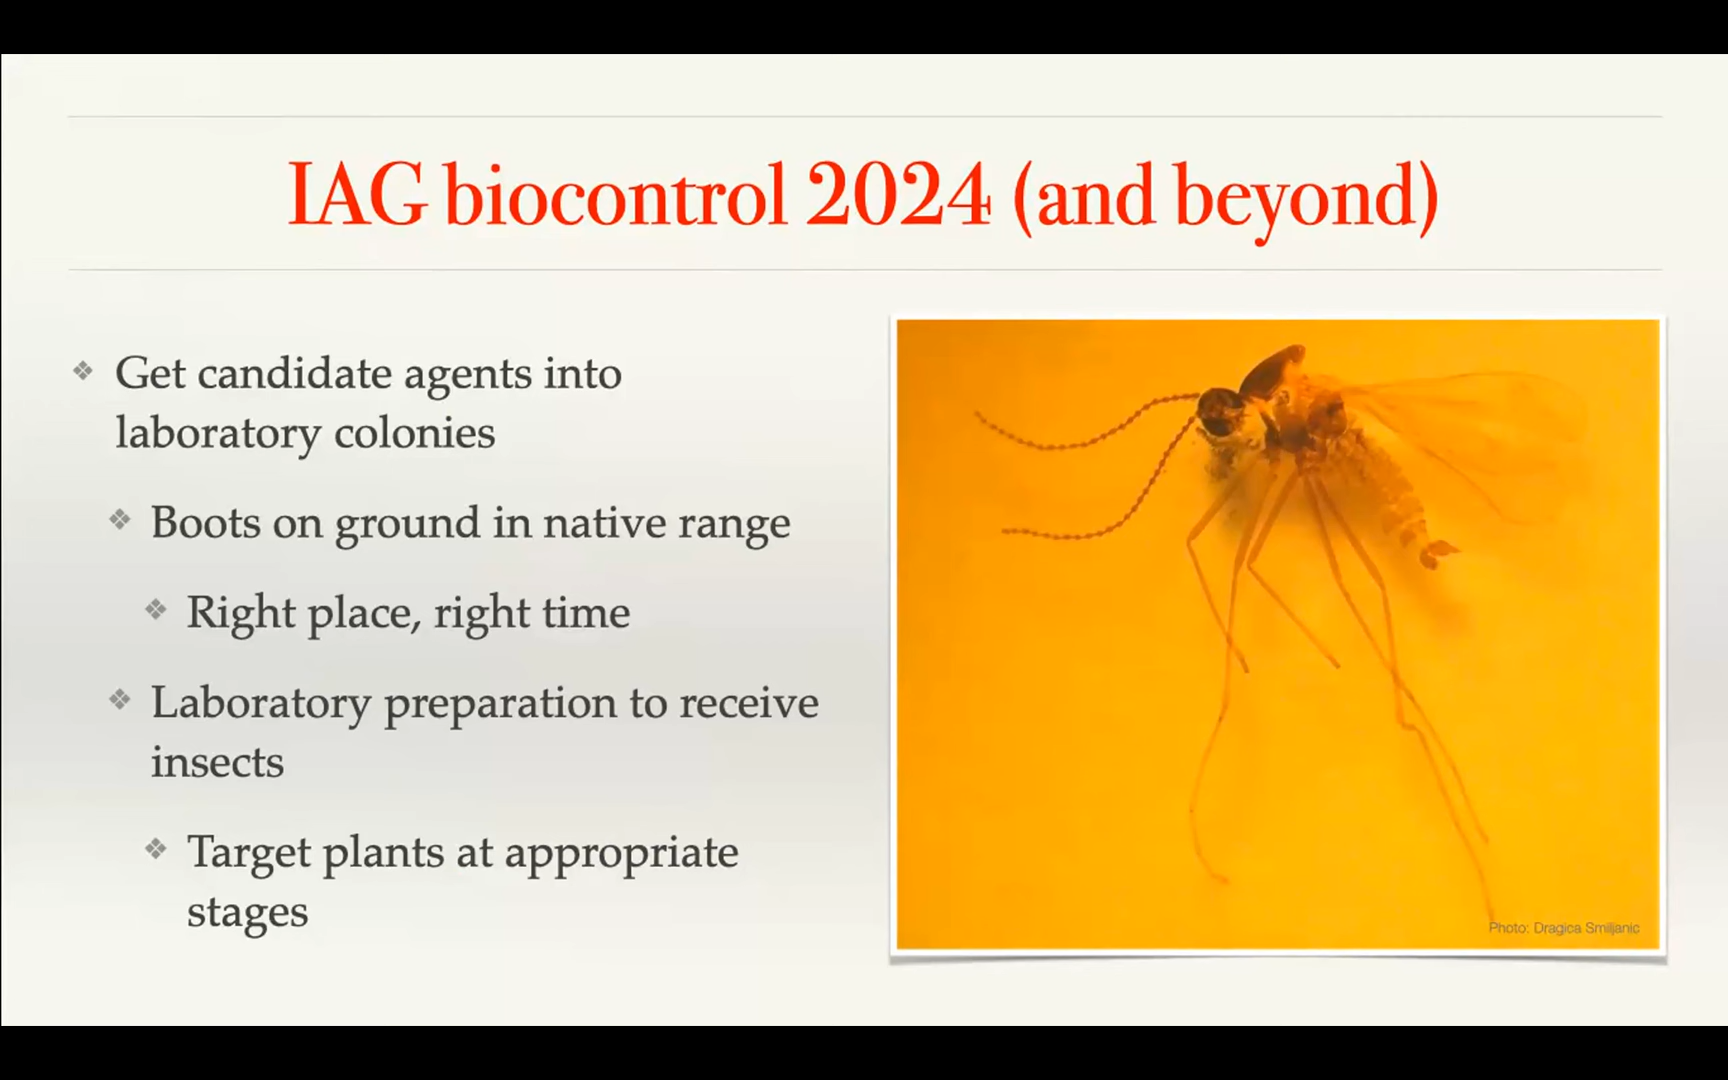 IAG biocontrol 2024 (and beyond)
Get candidate agents into
laboratory colonies
Boots on ground in native range
Right place, right time
Laboratory preparation to receive
insects
Target plants at appropriate
stages
Photo: Dragica Smiljanic